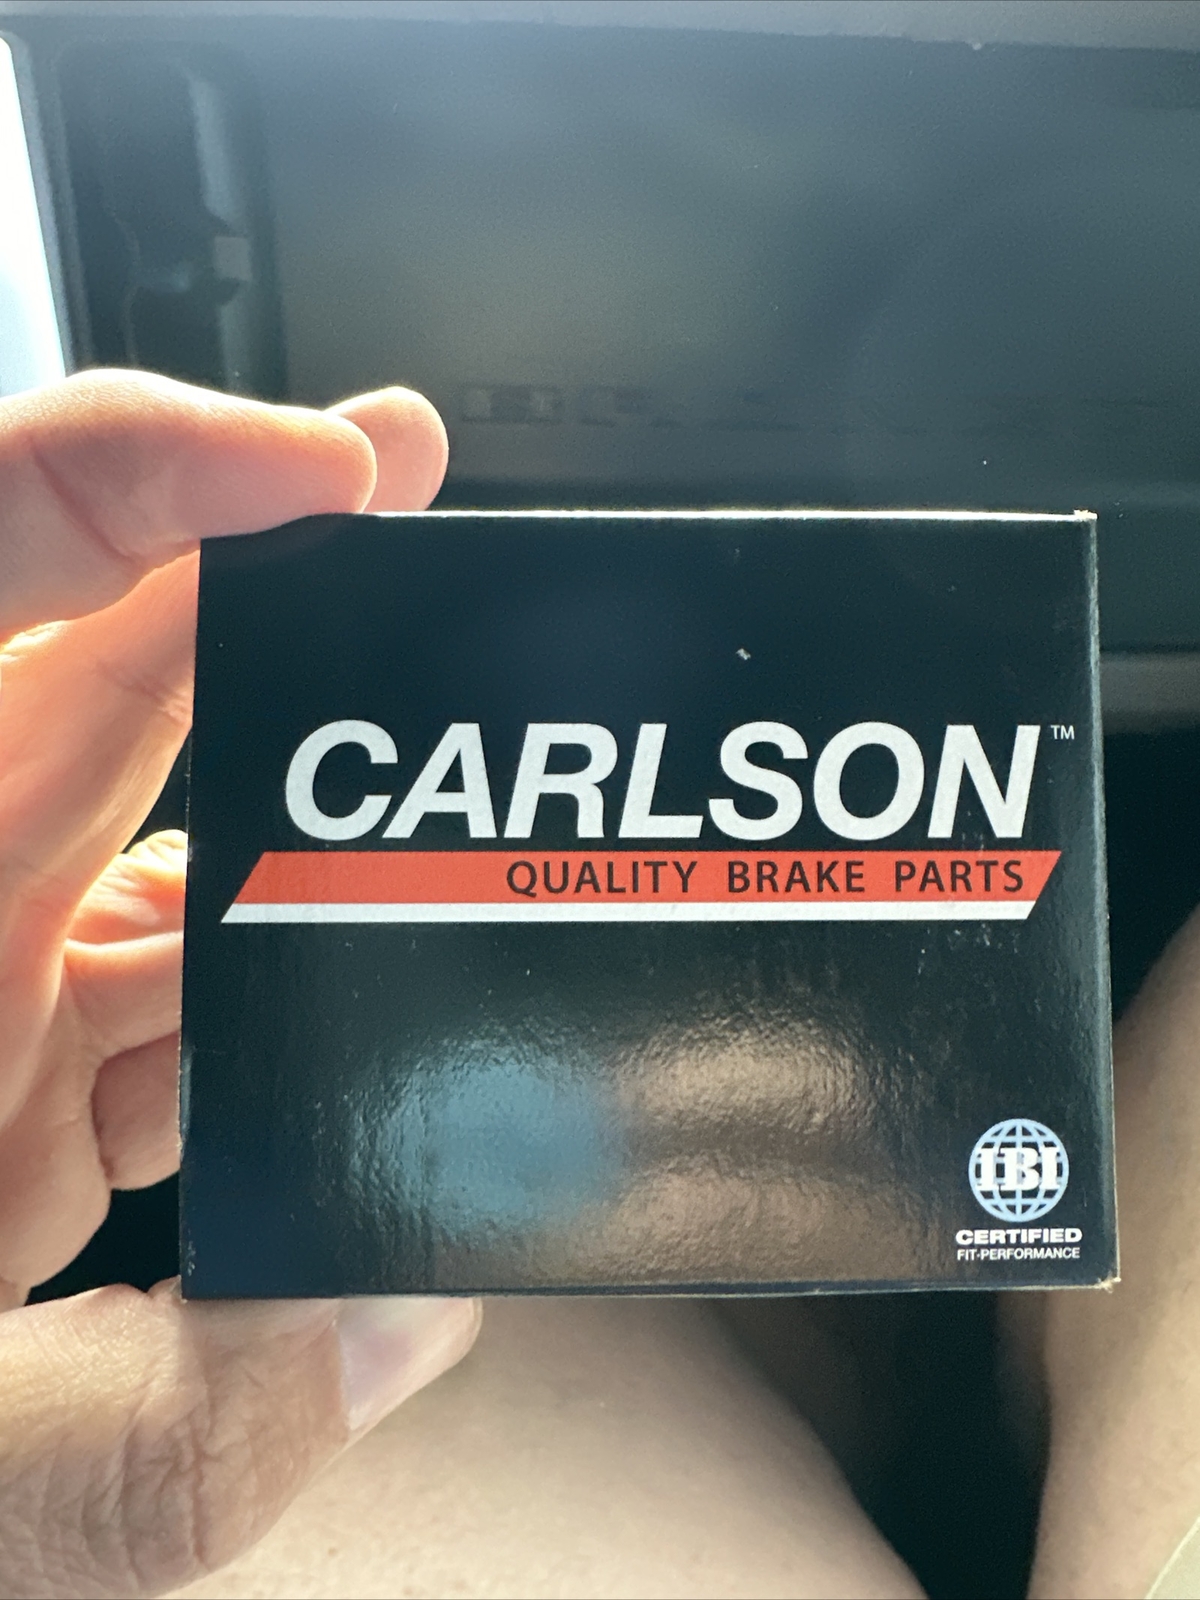 CARLSON™
QUALITY BRAKE PARTS
IBI
CERTIFIED
FIT-PERFORMANCE